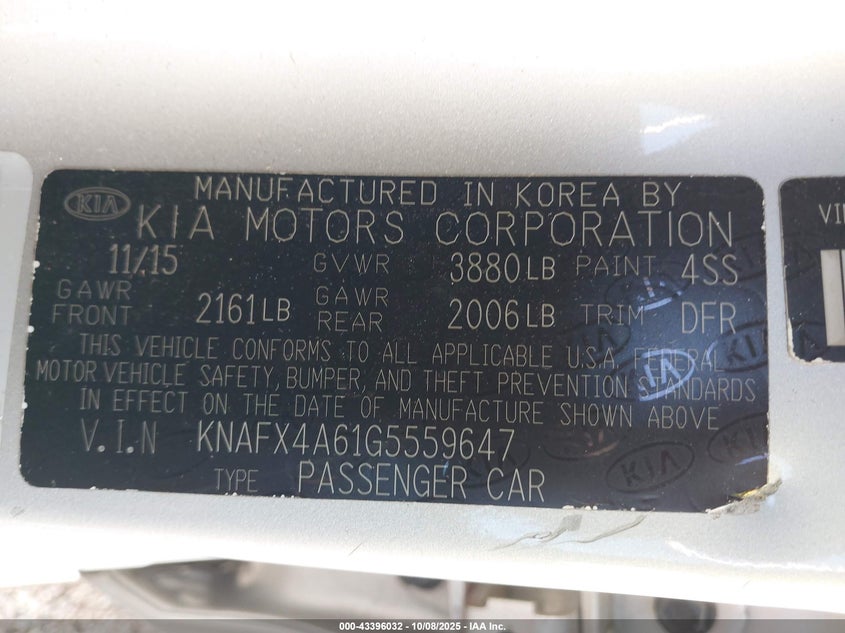 MANUFACTURED IN KOREA BY
KIA KIA MOTORS CORPORATION
11/15 GVWR 3880LB PAINT 4SS
GAWR FRONT 2161LB GAWR REAR 2006LB TRIM DFR
THIS VEHICLE CONFORMS TO ALL APPLICABLE U.S.A. FEDERAL
MOTOR VEHICLE SAFETY, BUMPER, AND THEFT PREVENTION STANDARDS
IN EFFECT ON THE DATE OF MANUFACTURE SHOWN ABOVE
V.I.N KNAFX4A61G5559647
TYPE PASSENGER CAR
KIA
KIA
VIN
000-43396032 - 10/08/2025 - IAA Inc.